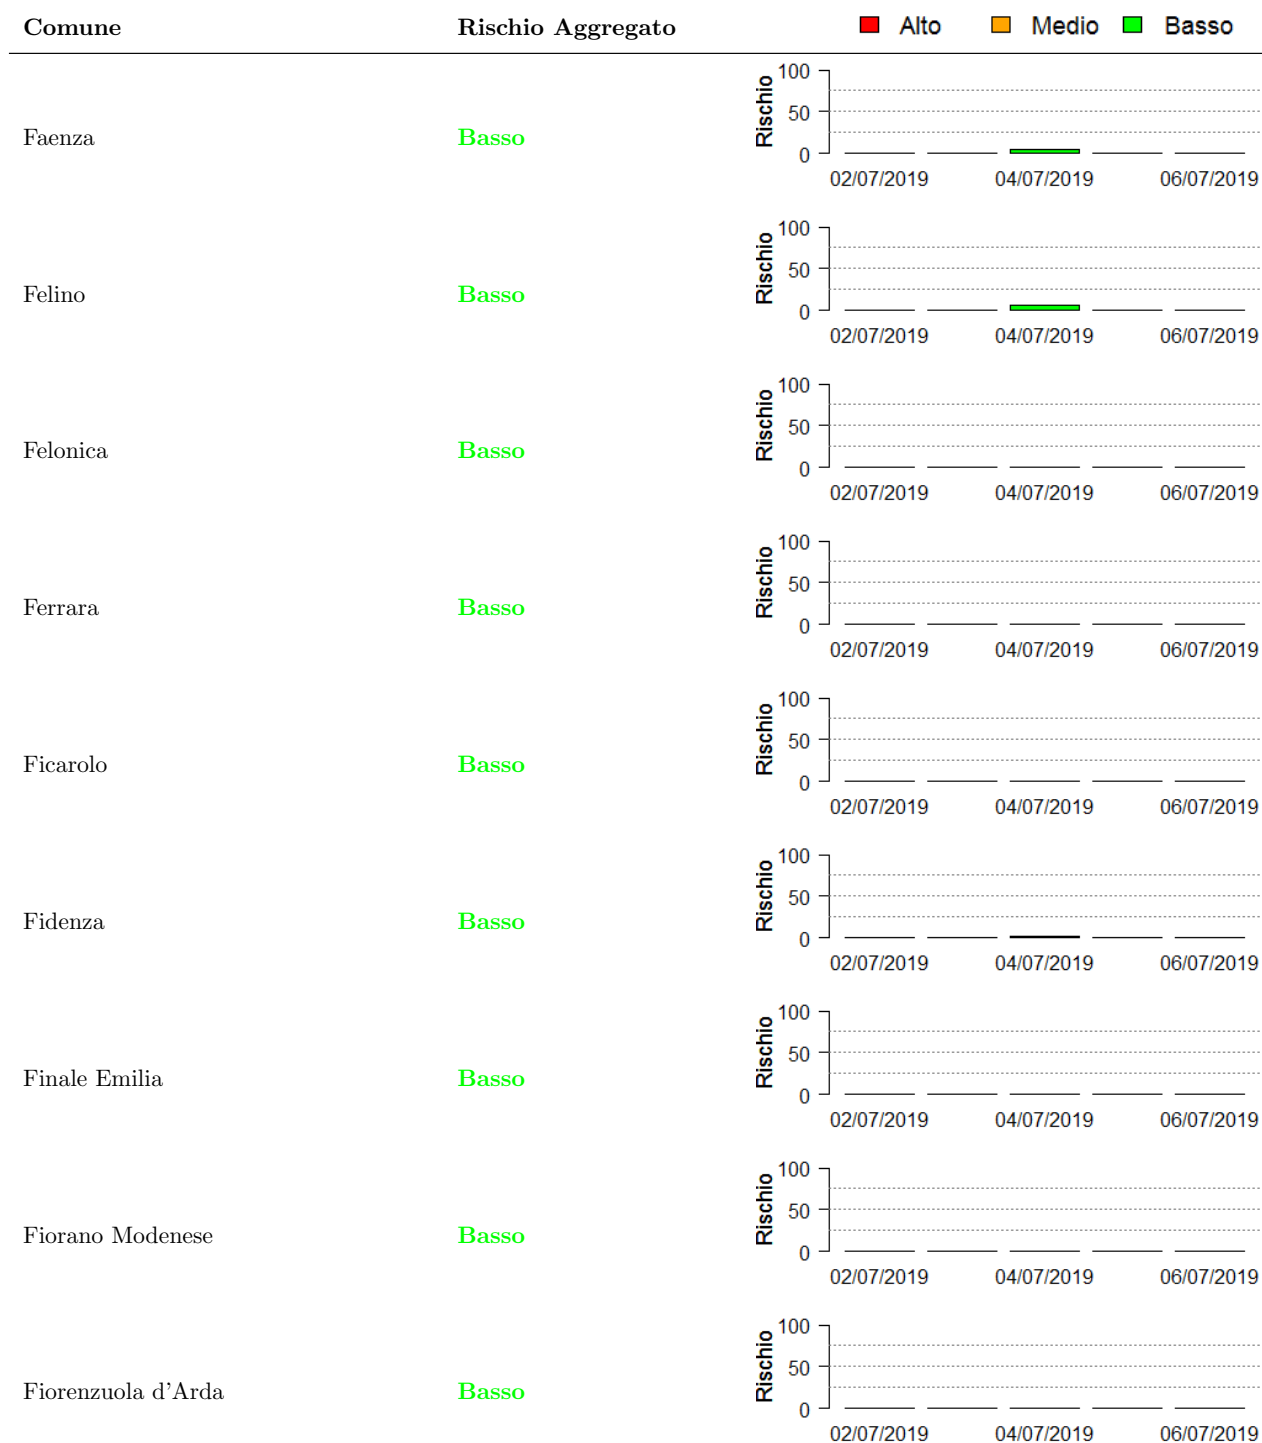 Comune Rischio Aggregato Alto Medio Basso
100
50
0
Rischio
Faenza Basso
02/07/2019 04/07/2019 06/07/2019
100
50
0
Rischio
Felino Basso
02/07/2019 04/07/2019 06/07/2019
100
50
0
Rischio
Felonica Basso
02/07/2019 04/07/2019 06/07/2019
100
50
0
Rischio
Ferrara Basso
02/07/2019 04/07/2019 06/07/2019
100
50
0
Rischio
Ficarolo Basso
02/07/2019 04/07/2019 06/07/2019
100
50
0
Rischio
Fidenza Basso
02/07/2019 04/07/2019 06/07/2019
100
50
0
Rischio
Finale Emilia Basso
02/07/2019 04/07/2019 06/07/2019
100
50
0
Rischio
Fiorano Modenese Basso
02/07/2019 04/07/2019 06/07/2019
100
50
0
Rischio
Fiorenzuola d'Arda Basso
02/07/2019 04/07/2019 06/07/2019